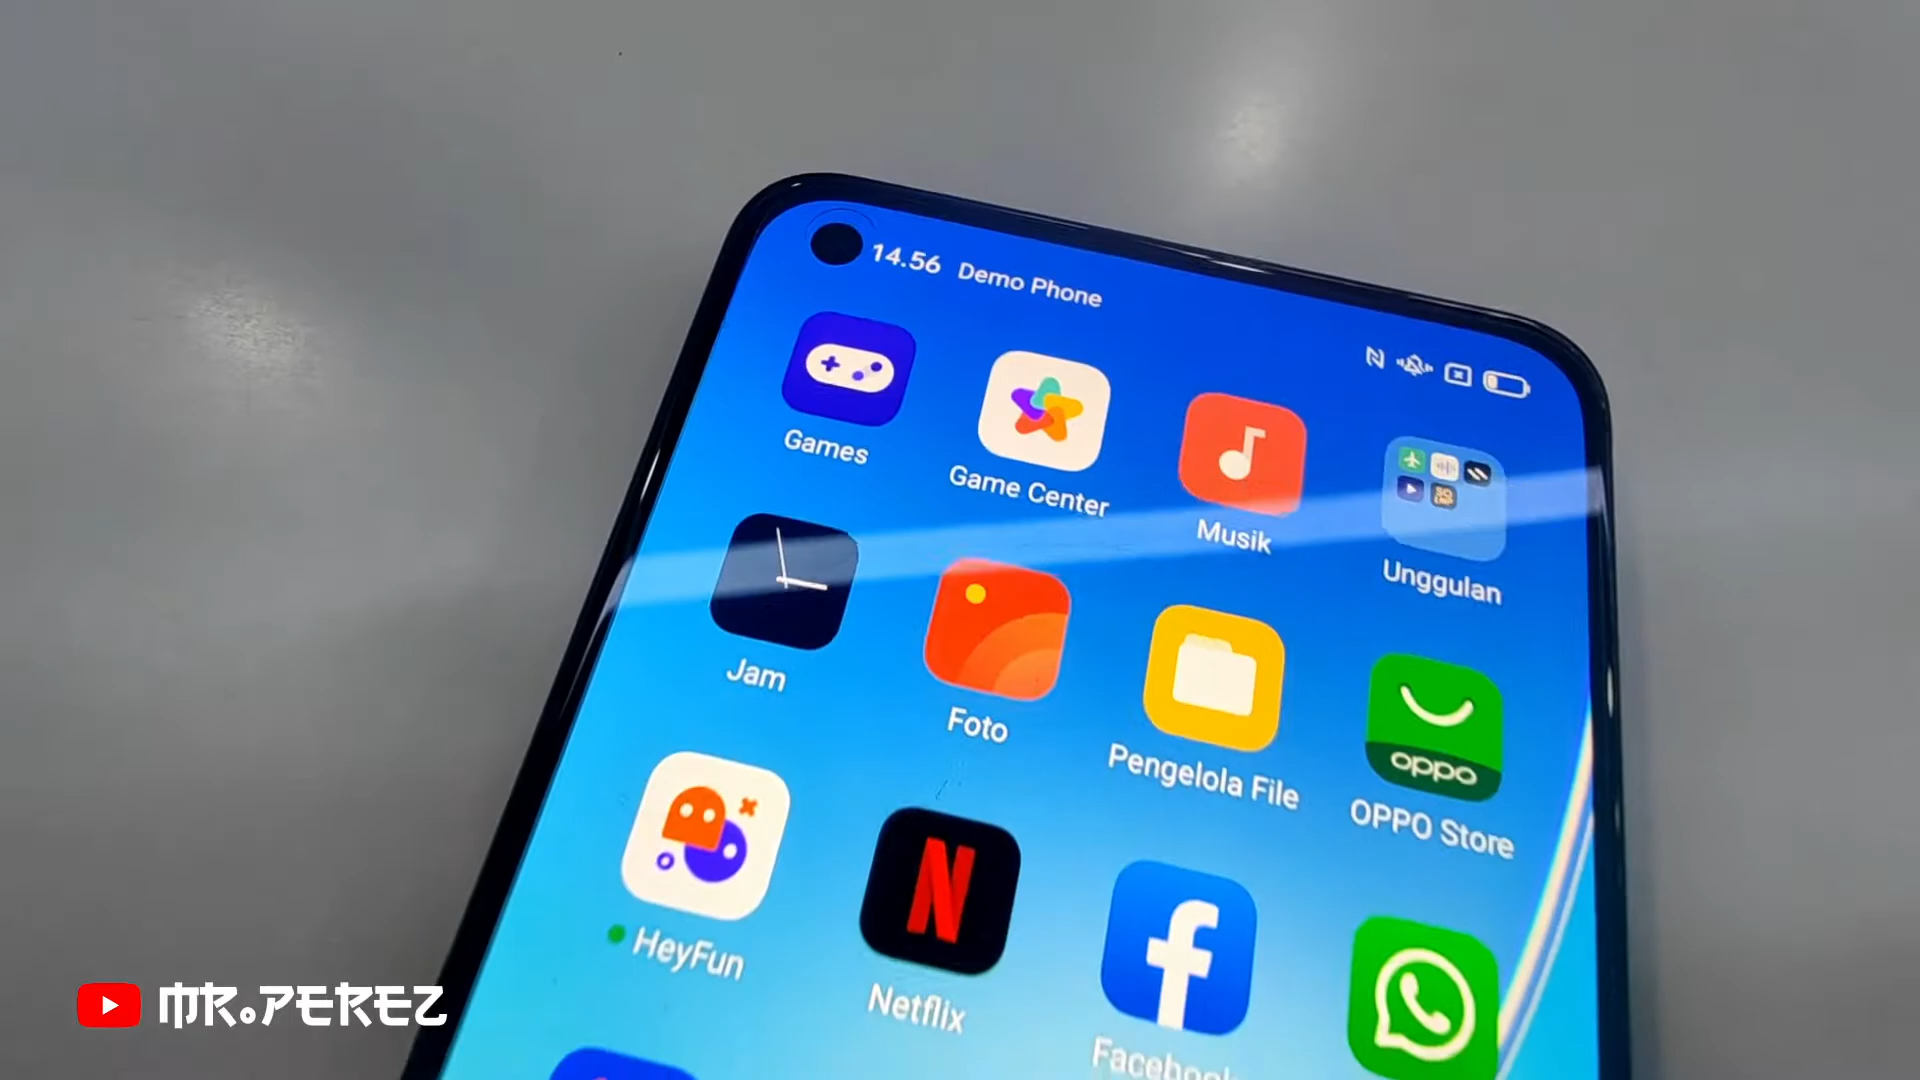 14.56 Demo Phone
Games
Game Center
Musik
Unggulan
Jam
Foto
Pengelola File
oppo
OPPO Store
HeyFun
Netflix
Facebook
MR.PEREZ